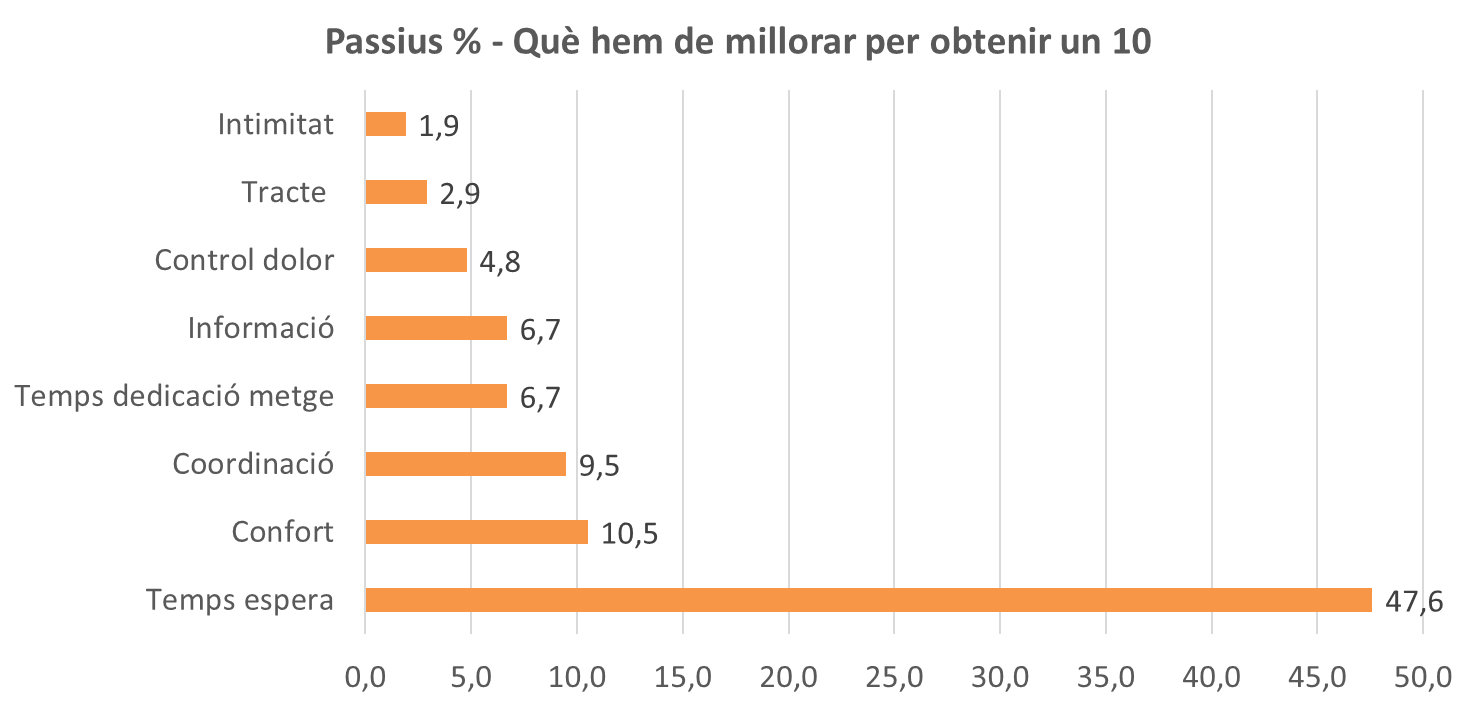 Passius % - Què hem de millorar per obtenir un 10
Intimitat 1,9
Tracte 2,9
Control dolor 4,8
Informació 6,7
Temps dedicació metge 6,7
Coordinació 9,5
Confort 10,5
Temps espera 47,6
0,0 5,0 10,0 15,0 20,0 25,0 30,0 35,0 40,0 45,0 50,0